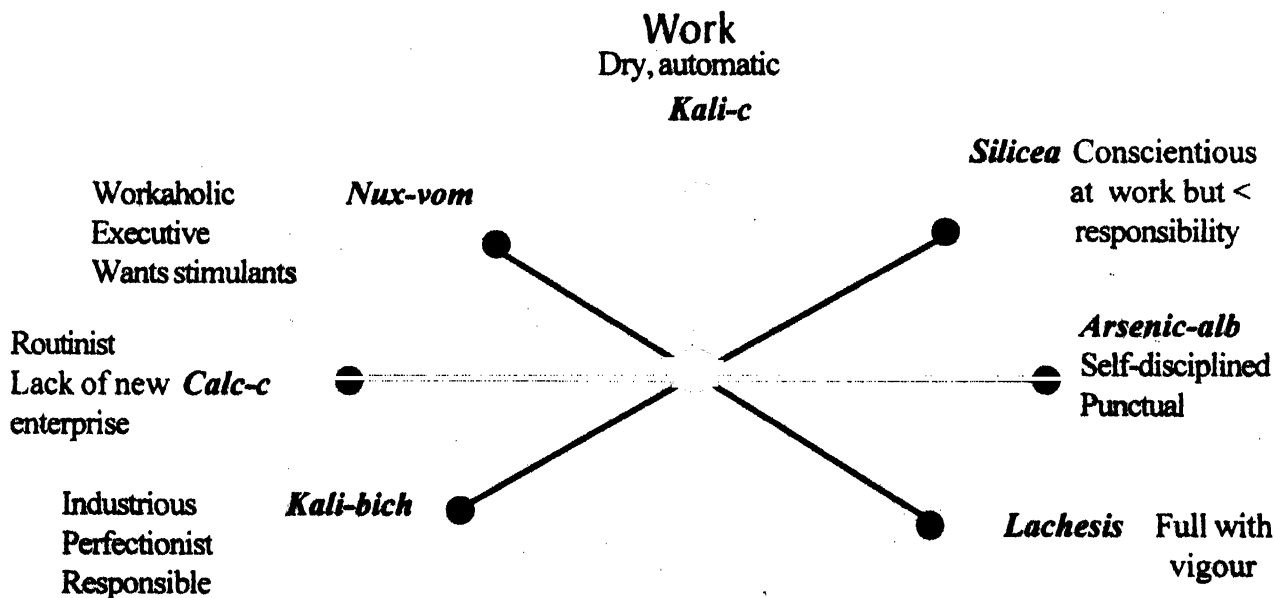 Work
Dry, automatic
Kali-c
Silicea Conscientious
at work but <
responsibility
Workaholic Nux-vom
Executive
Wants stimulants
Arsenic-alb
Self-disciplined
Punctual
Routinist
Lack of new Calc-c
enterprise
Industrious Kali-bich
Perfectionist
Responsible
Lachesis Full with
vigour